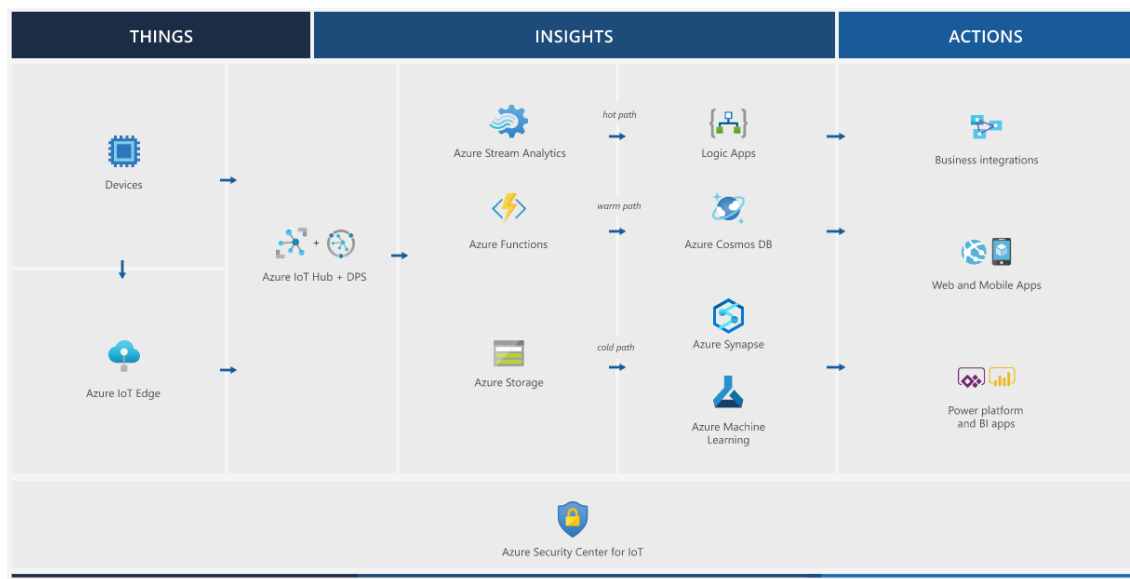 THINGS
INSIGHTS
ACTIONS
Devices
Azure IoT Edge
+
Azure IoT Hub + DPS
Azure Stream Analytics
hot path
Logic Apps
Business integrations
Azure Functions
warm path
Azure Cosmos DB
Web and Mobile Apps
Azure Storage
cold path
Azure Synapse
Azure Machine
Learning
Power platform
and BI apps
Azure Security Center for IoT